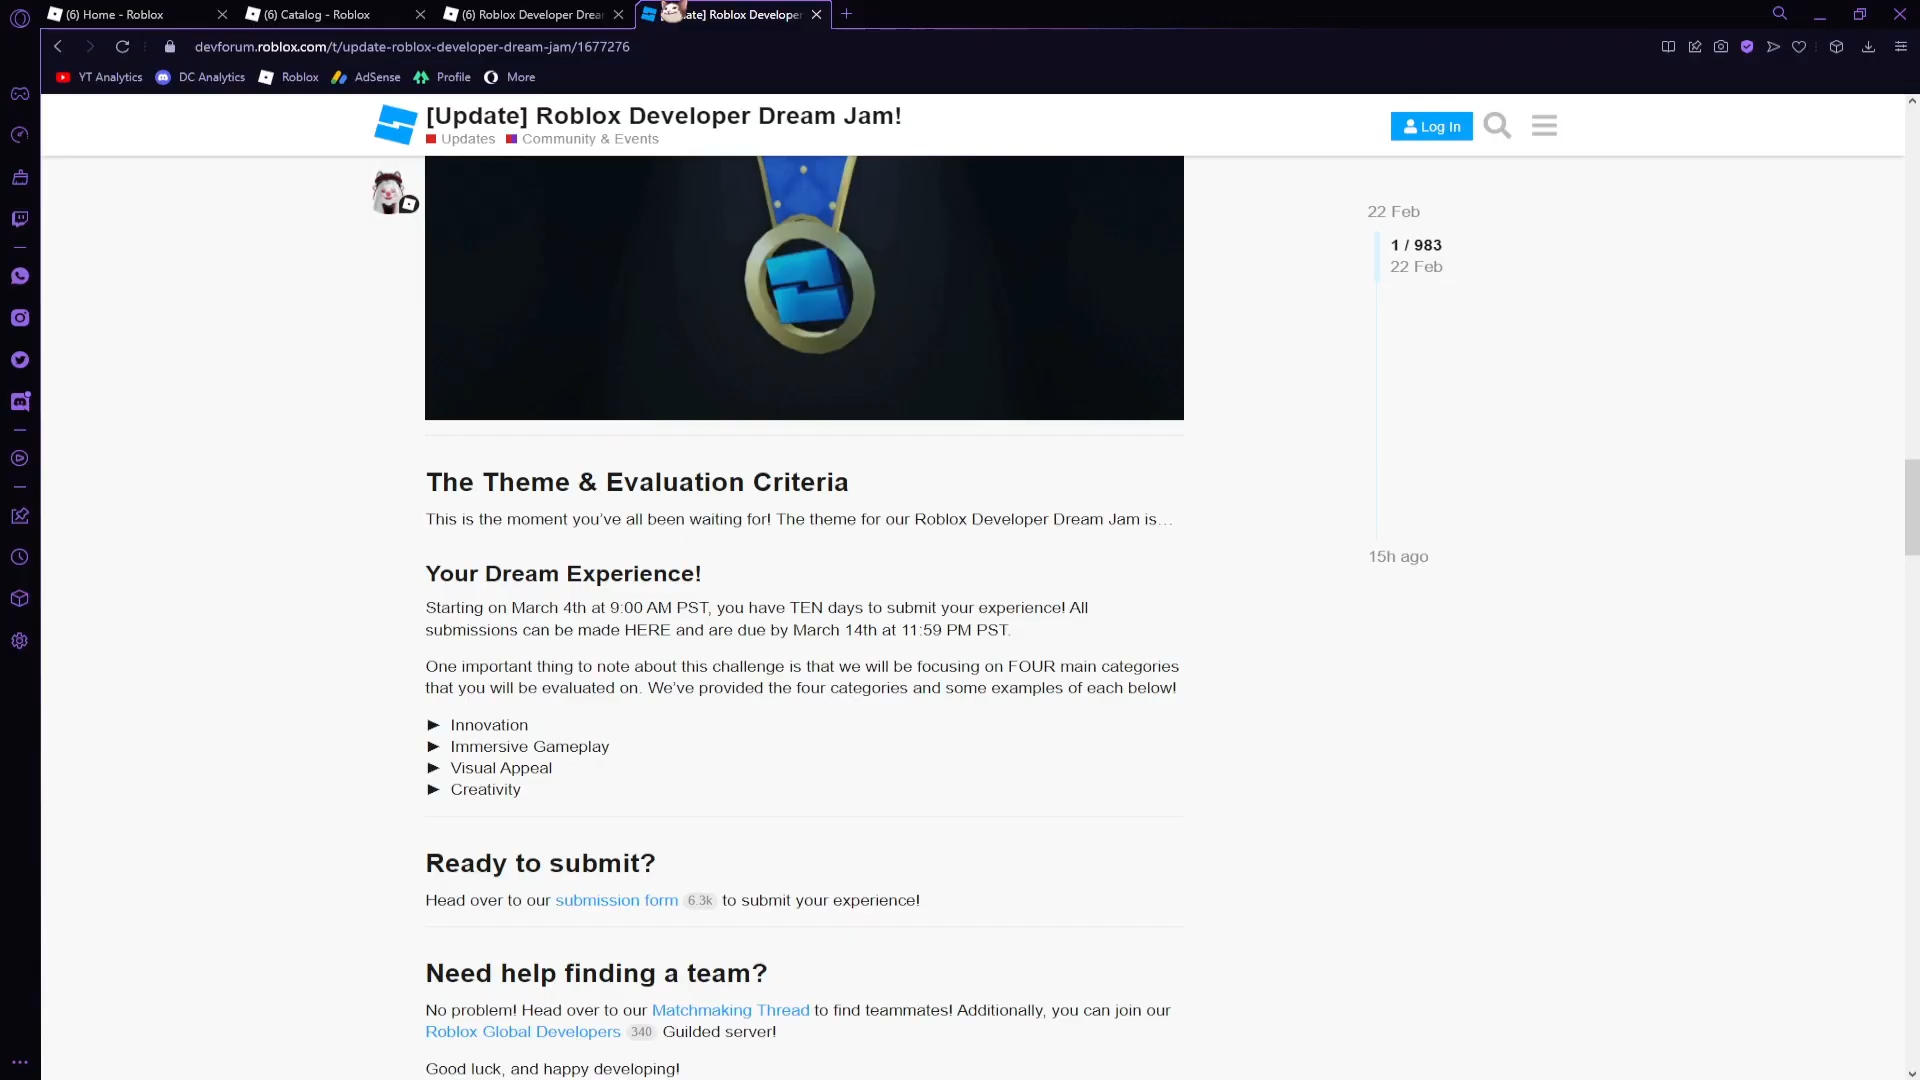 (6) Home - Roblox
(6) Catalog - Roblox
(6) Roblox Developer Drea
ate] Roblox Developer
devforum.roblox.com/t/update-roblox-developer-dream-jam/1677276
YT Analytics
DC Analytics
Roblox
AdSense
Profile
More
[Update] Roblox Developer Dream Jam!
Updates
Community & Events
Log In
22 Feb
1 / 983
22 Feb
15h ago
The Theme & Evaluation Criteria
This is the moment you’ve all been waiting for! The theme for our Roblox Developer Dream Jam is…
Your Dream Experience!
Starting on March 4th at 9:00 AM PST, you have TEN days to submit your experience! All
submissions can be made HERE and are due by March 14th at 11:59 PM PST.
One important thing to note about this challenge is that we will be focusing on FOUR main categories
that you will be evaluated on. We’ve provided the four categories and some examples of each below!
► Innovation
► Immersive Gameplay
► Visual Appeal
► Creativity
Ready to submit?
Head over to our submission form 6.3k to submit your experience!
Need help finding a team?
No problem! Head over to our Matchmaking Thread to find teammates! Additionally, you can join our
Roblox Global Developers 340 Guilded server!
Good luck, and happy developing!